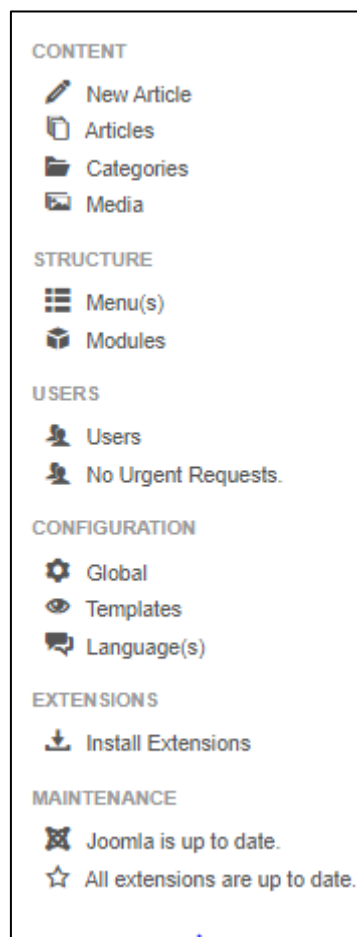 CONTENT
New Article
Articles
Categories
Media
STRUCTURE
Menu(s)
Modules
USERS
Users
No Urgent Requests.
CONFIGURATION
Global
Templates
Language(s)
EXTENSIONS
Install Extensions
MAINTENANCE
Joomla is up to date.
All extensions are up to date.